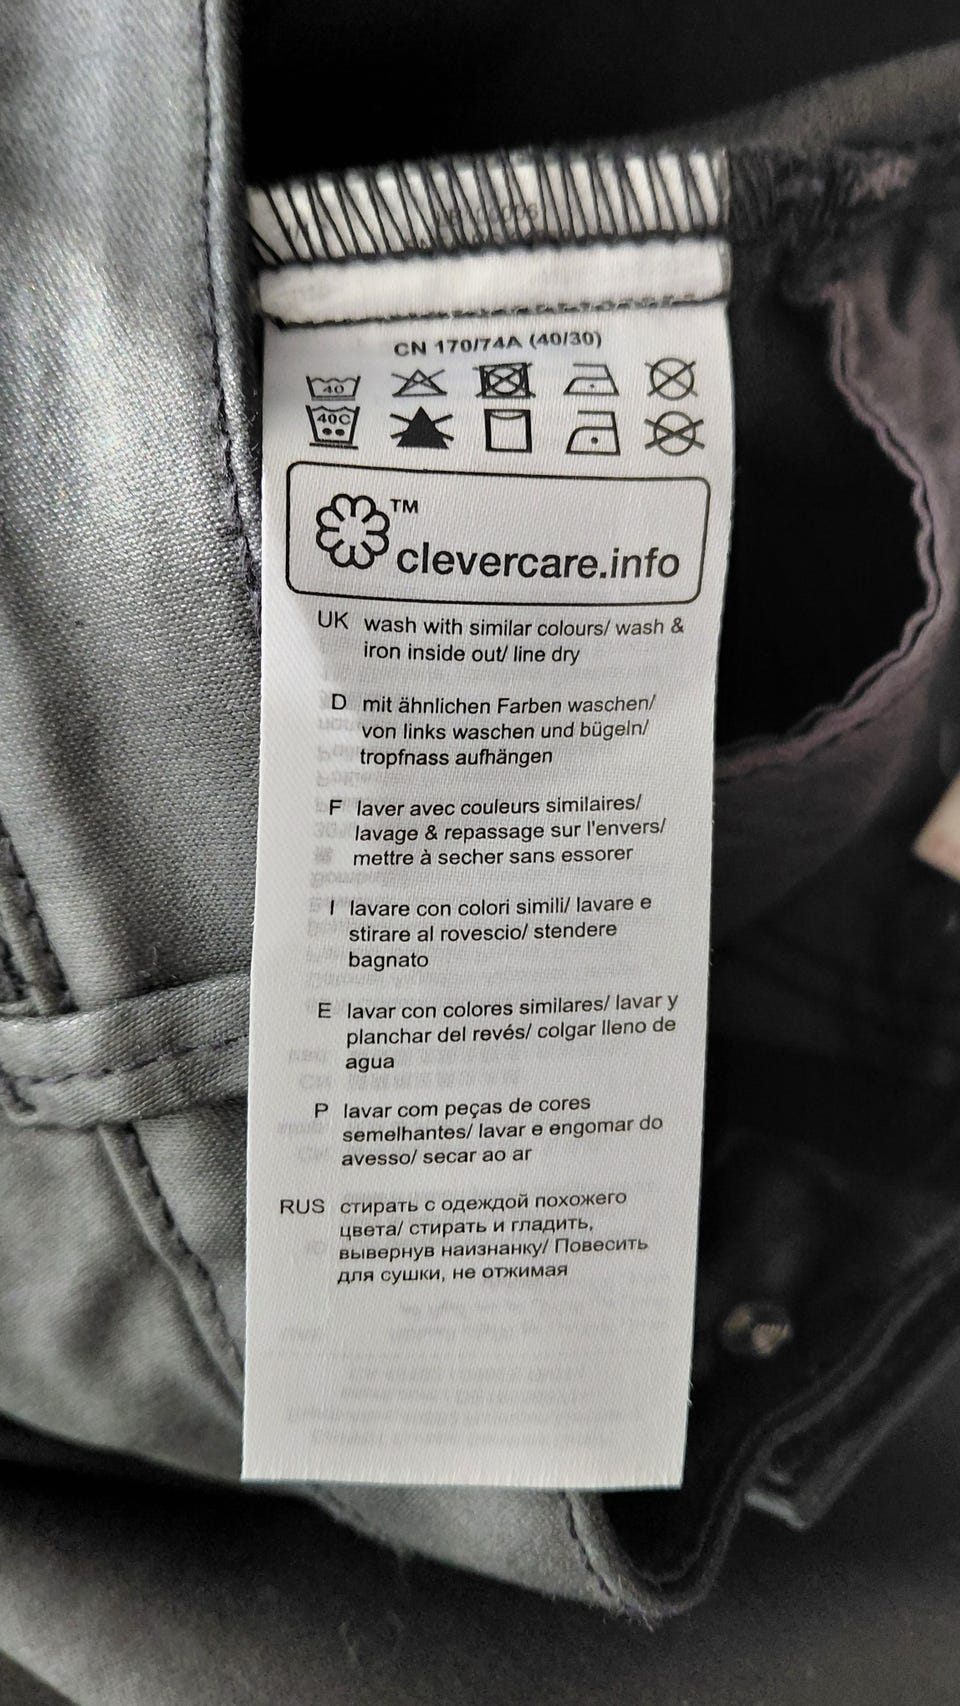 CN 170/74A (40/30)
40
40C
TM
clevercare.info
UK wash with similar colours/ wash &
iron inside out/ line dry
D mit ähnlichen Farben waschen/
von links waschen und bügeln/
tropfnass aufhängen
F laver avec couleurs similaires/
lavage & repassage sur l'envers/
mettre à secher sans essorer
I lavare con colori simili/ lavare e
stirare al rovescio/ stendere
bagnato
E lavar con colores similares/ lavar y
planchar del revés/ colgar lleno de
agua
P lavar com peças de cores
semelhantes/ lavar e engomar do
avesso/ secar ao ar
RUS стирать с одеждой похожего
цвета/ стирать и гладить,
вывернув наизнанку/ Повесить
для сушки, не отжимая